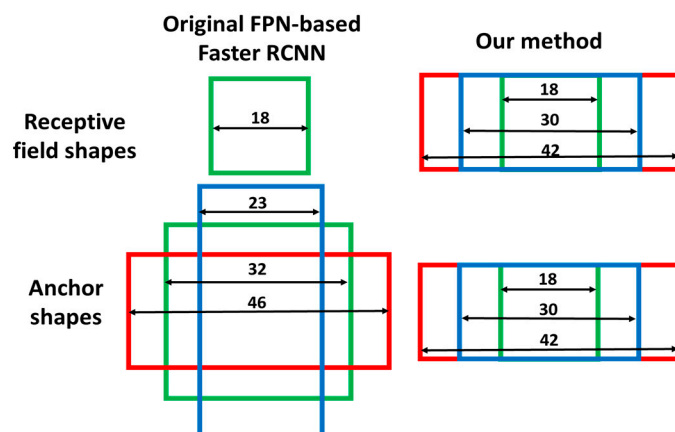 Original FPN-based
Faster RCNN
Our method
Receptive
field shapes
18
18
30
42
Anchor
shapes
23
32
46
18
30
42